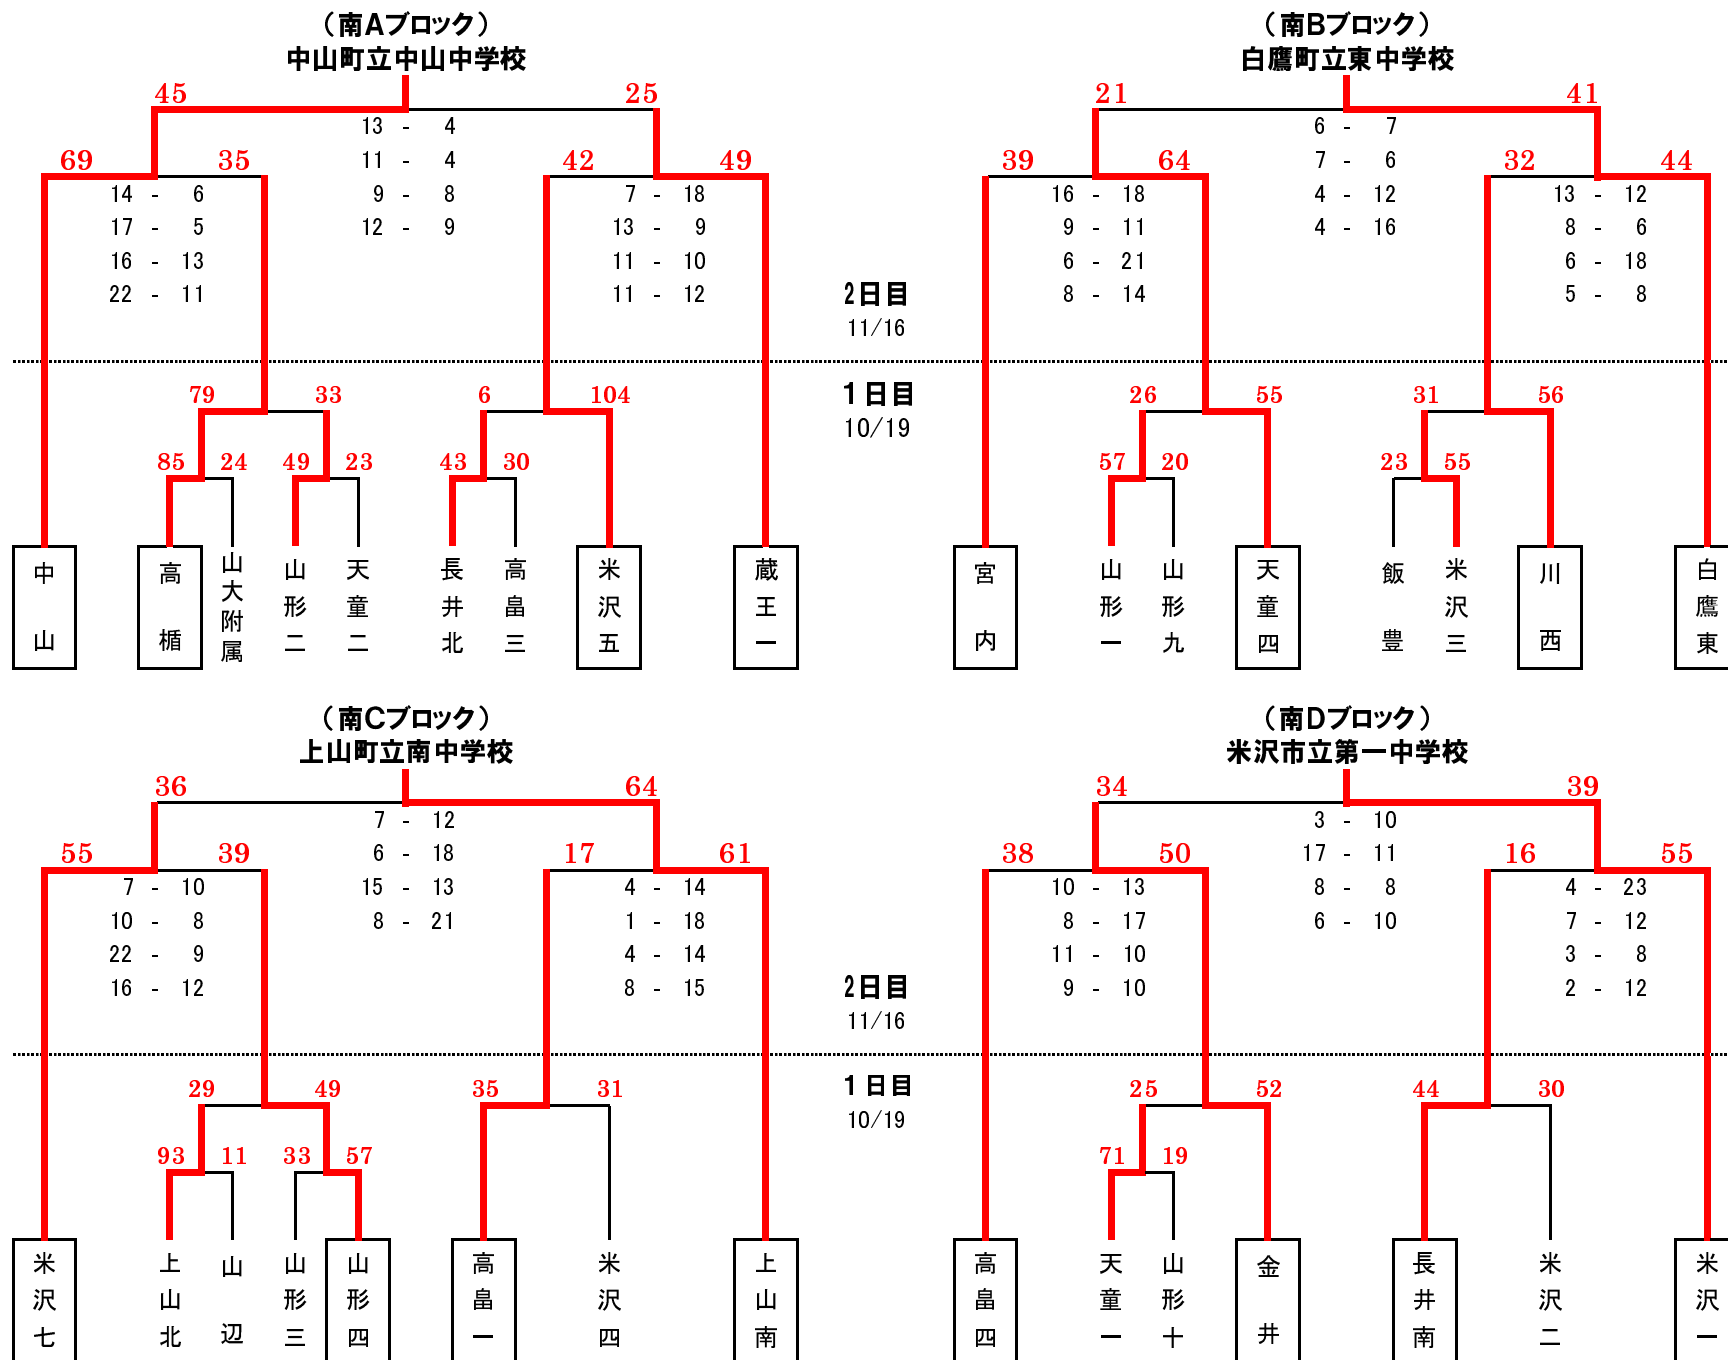 （南Aブロック）
中山町立中山中学校
45 25
13 - 4
11 - 4
9 - 8
12 - 9
69 35 42 49
14 - 6 7 - 18
17 - 5 13 - 9
16 - 13 11 - 10
22 - 11 11 - 12
（南Bブロック）
白鷹町立東中学校
21 41
6 - 7
7 - 6
4 - 12
4 - 16
39 64 32 44
16 - 18 13 - 12
9 - 11 8 - 6
6 - 21 6 - 18
8 - 14 5 - 8
2日目
11/16
1日目
10/19
79 33 6 104
85 24 49 23 43 30
中山
高楯
山大附属
山形二
天童二
長井北
高畠三
米沢五
蔵王一
26 55 31 56
57 20 23 55
宮内
山形一
山形九
天童四
飯豊
米沢三
川西
白鷹東
（南Cブロック）
上山町立南中学校
36 64
7 - 12
6 - 18
15 - 13
8 - 21
55 39 17 61
7 - 10 4 - 14
10 - 8 1 - 18
22 - 9 4 - 14
16 - 12 8 - 15
（南Dブロック）
米沢市立第一中学校
34 39
3 - 10
17 - 11
8 - 8
6 - 10
38 50 16 55
10 - 13 4 - 23
8 - 17 7 - 12
11 - 10 3 - 8
9 - 10 2 - 12
2日目
11/16
1日目
10/19
29 49 35 31
93 11 33 57
米沢七
上山北
山辺
山形三
山形四
高畠一
米沢四
上山南
25 52 44 30
71 19
高畠四
天童一
山形十
金井
長井南
米沢二
米沢一